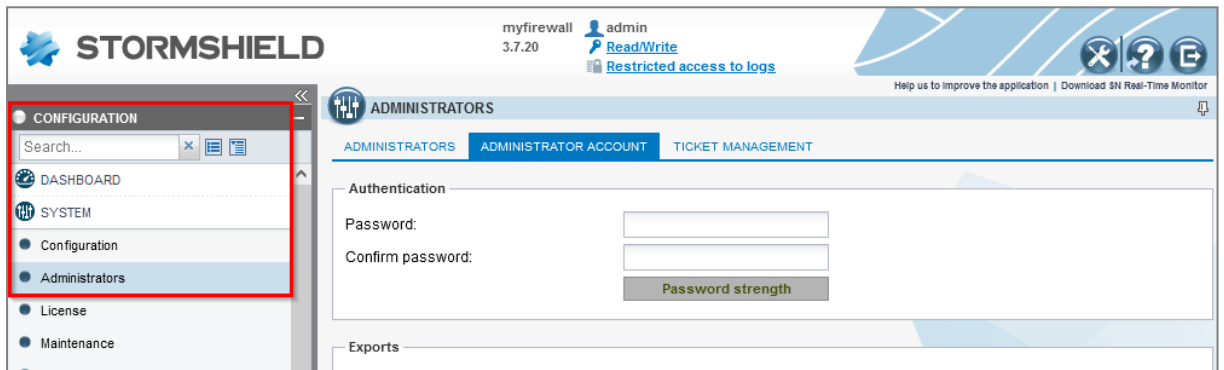 STORMSHIELD
myfirewall admin
3.7.20 Read/Write
Restricted access to logs
Help us to improve the application | Download SN Real-Time Monitor
CONFIGURATION
Search...
DASHBOARD
SYSTEM
Configuration
Administrators
License
Maintenance
ADMINISTRATORS
ADMINISTRATORS ADMINISTRATOR ACCOUNT TICKET MANAGEMENT
Authentication
Password:
Confirm password:
Password strength
Exports